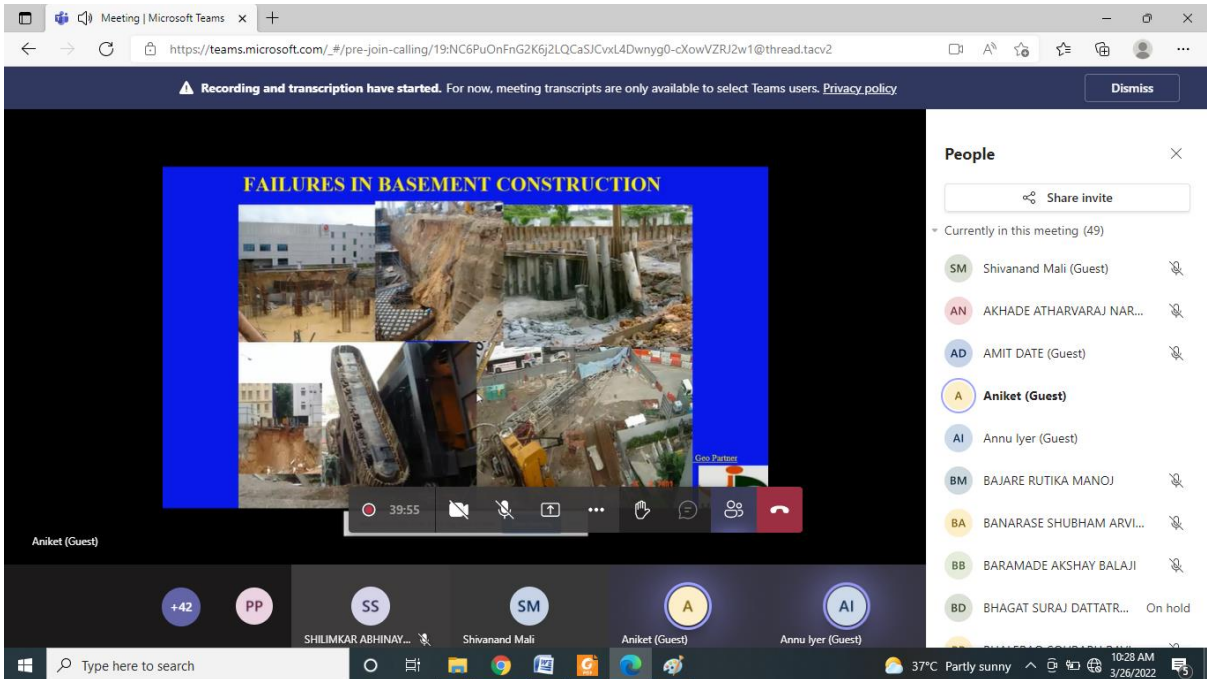 Meeting | Microsoft Teams
https://teams.microsoft.com/_#/pre-join-calling/19:NC6PuOnFnG2K6j2LQCaSJCvxL4Dwnyg0-cXowVZRJ2w1@thread.tacv2
Recording and transcription have started. For now, meeting transcripts are only available to select Teams users. Privacy policy
Dismiss
FAILURES IN BASEMENT CONSTRUCTION
Geo Partner
39:55
Aniket (Guest)
+42
PP
SS
SHILIMKAR ABHINAY...
SM
Shivanand Mali
A
Aniket (Guest)
AI
Annu Iyer (Guest)
People
Share invite
Currently in this meeting (49)
SM Shivanand Mali (Guest)
AN AKHADE ATHARVARAJ NAR...
AD AMIT DATE (Guest)
A Aniket (Guest)
AI Annu Iyer (Guest)
BM BAJARE RUTIKA MANOJ
BA BANARASE SHUBHAM ARVI...
BB BARAMADE AKSHAY BALAJI
BD BHAGAT SURAJ DATTATR... On hold
Type here to search
37°C Partly sunny
10:28 AM
3/26/2022
5